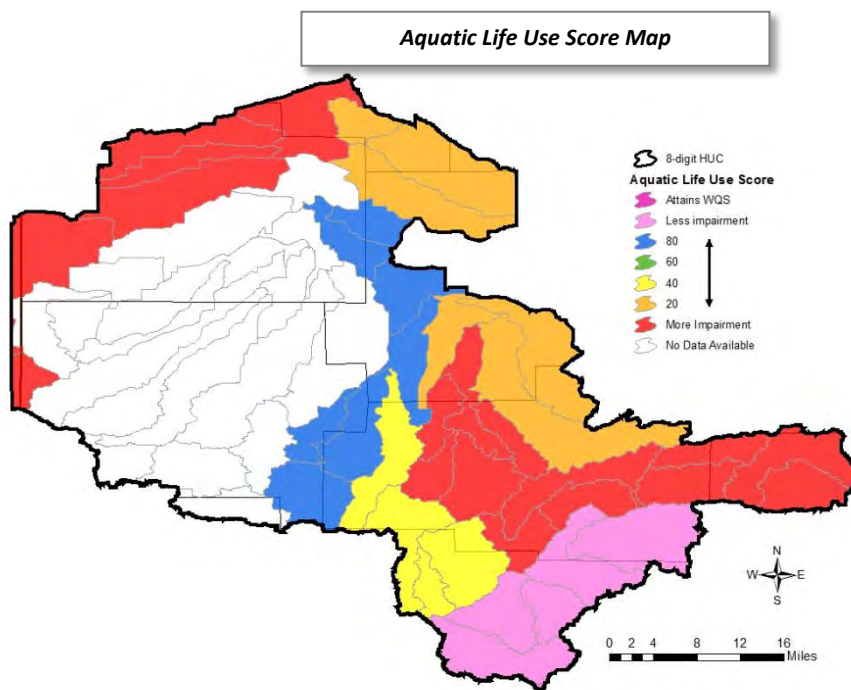 Aquatic Life Use Score Map
8-digit HUC
Aquatic Life Use Score
Attains WQS
Less impairment
80
60
40
20
More Impairment
No Data Available
N
W E
S
0 2 4 8 12 16
Miles